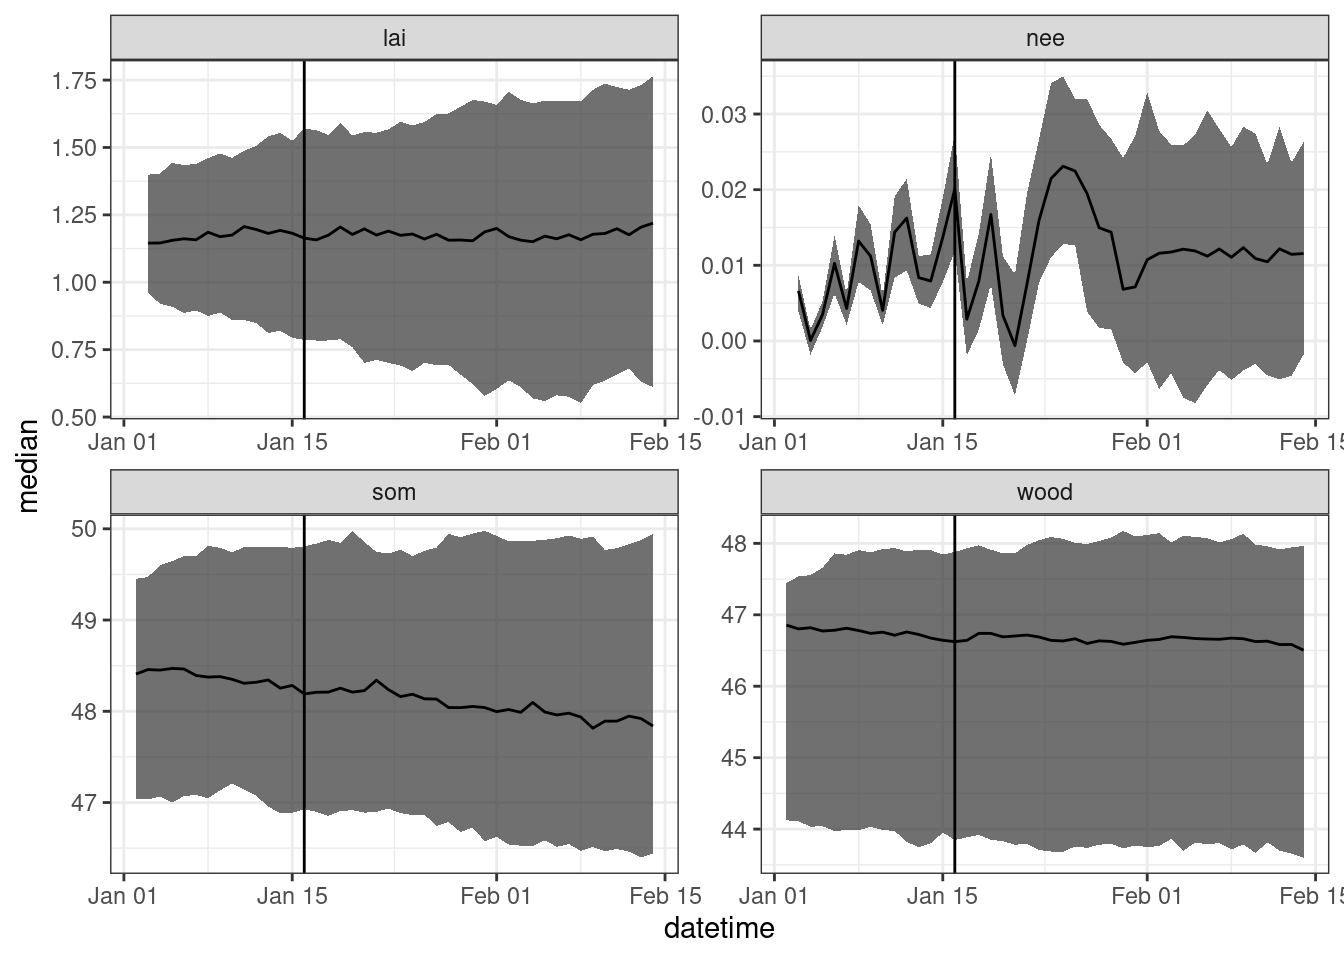 lai
nee
1.75
1.50
1.25
1.00
0.75
0.50
0.03
0.02
0.01
0.00
-0.01
Jan 01 Jan 15 Feb 01 Feb 15
Jan 01 Jan 15 Feb 01 Feb 15
median
som
wood
50
49
48
47
48
47
46
45
44
Jan 01 Jan 15 Feb 01 Feb 15
Jan 01 Jan 15 Feb 01 Feb 15
datetime